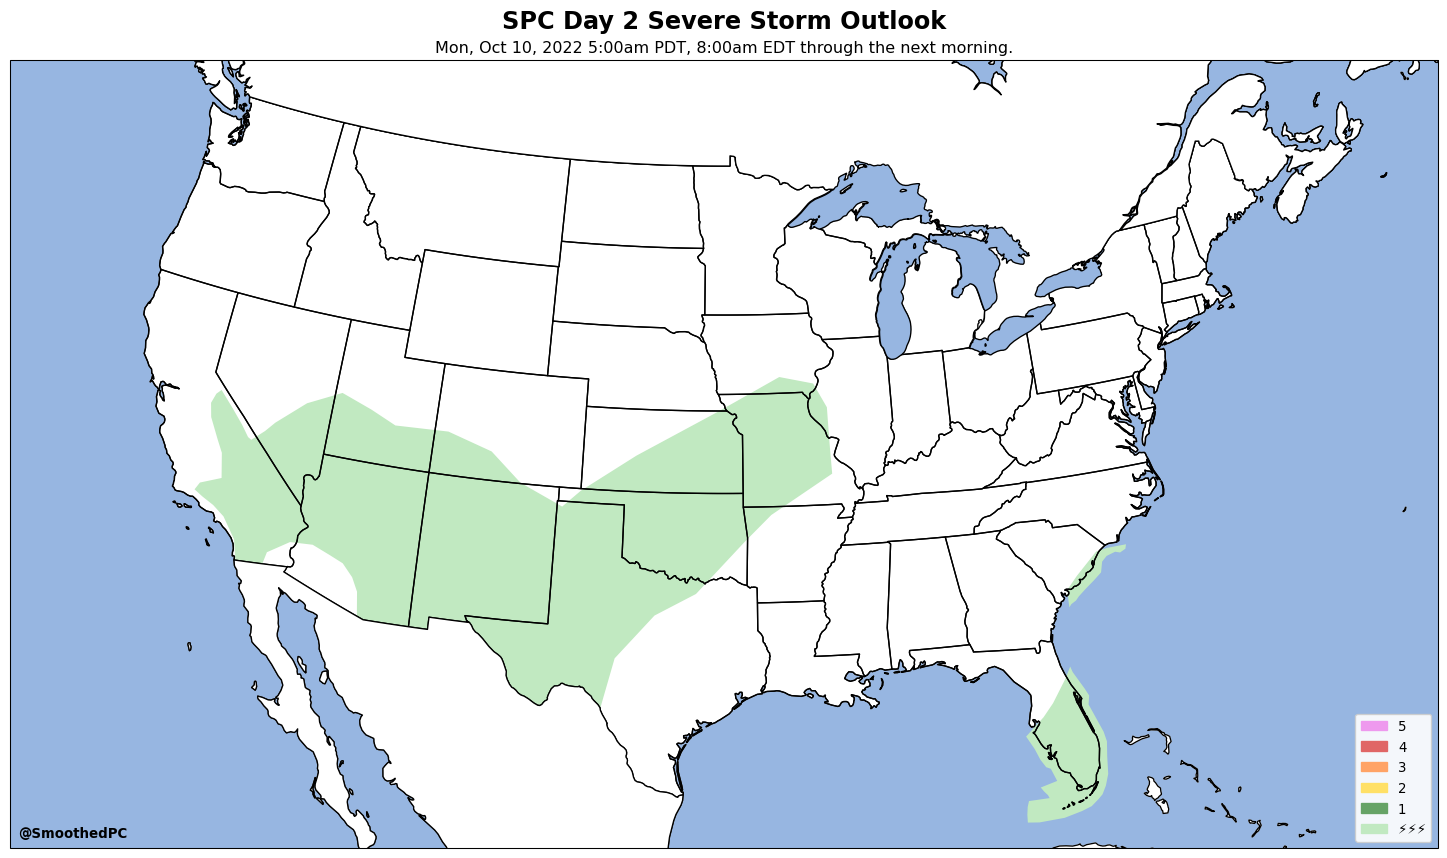 SPC Day 2 Severe Storm Outlook
Mon, Oct 10, 2022 5:00am PDT, 8:00am EDT through the next morning.
5
4
3
2
1
⚡⚡⚡
@SmoothedPC